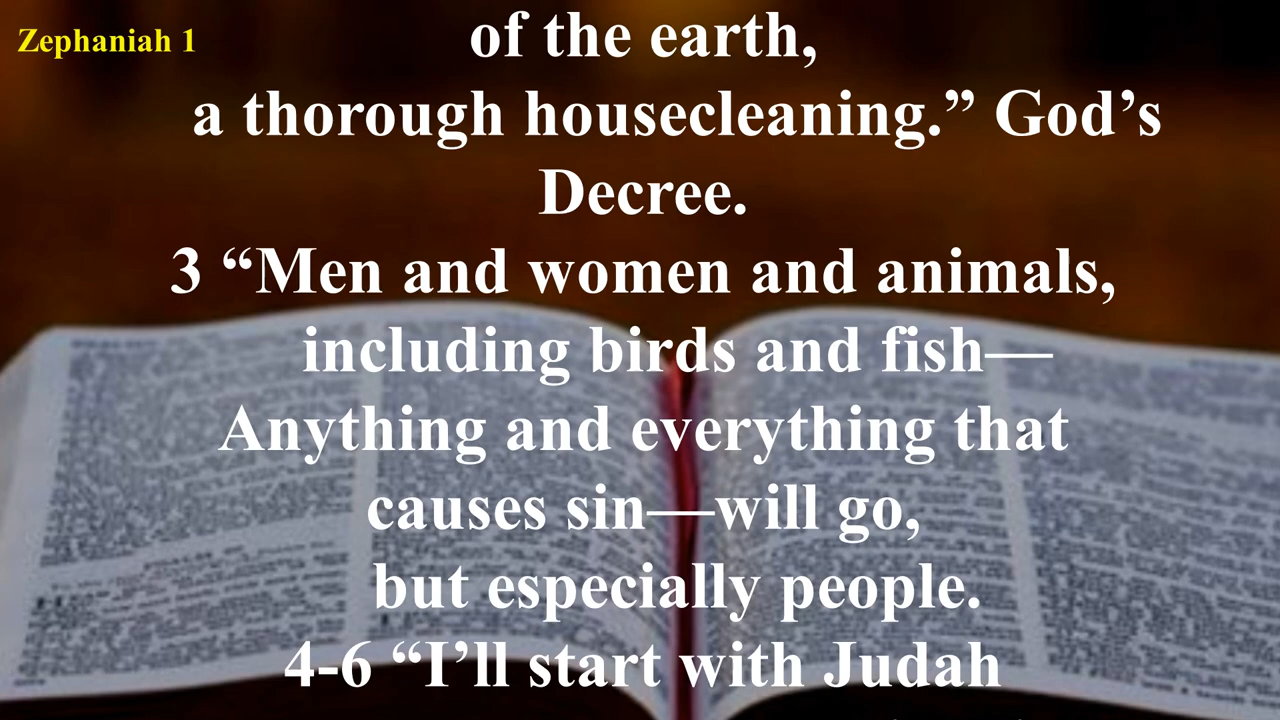 Zephaniah 1
of the earth,
a thorough housecleaning.” God’s
Decree.
3 “Men and women and animals,
including birds and fish—
Anything and everything that
causes sin—will go,
but especially people.
4-6 “I’ll start with Judah